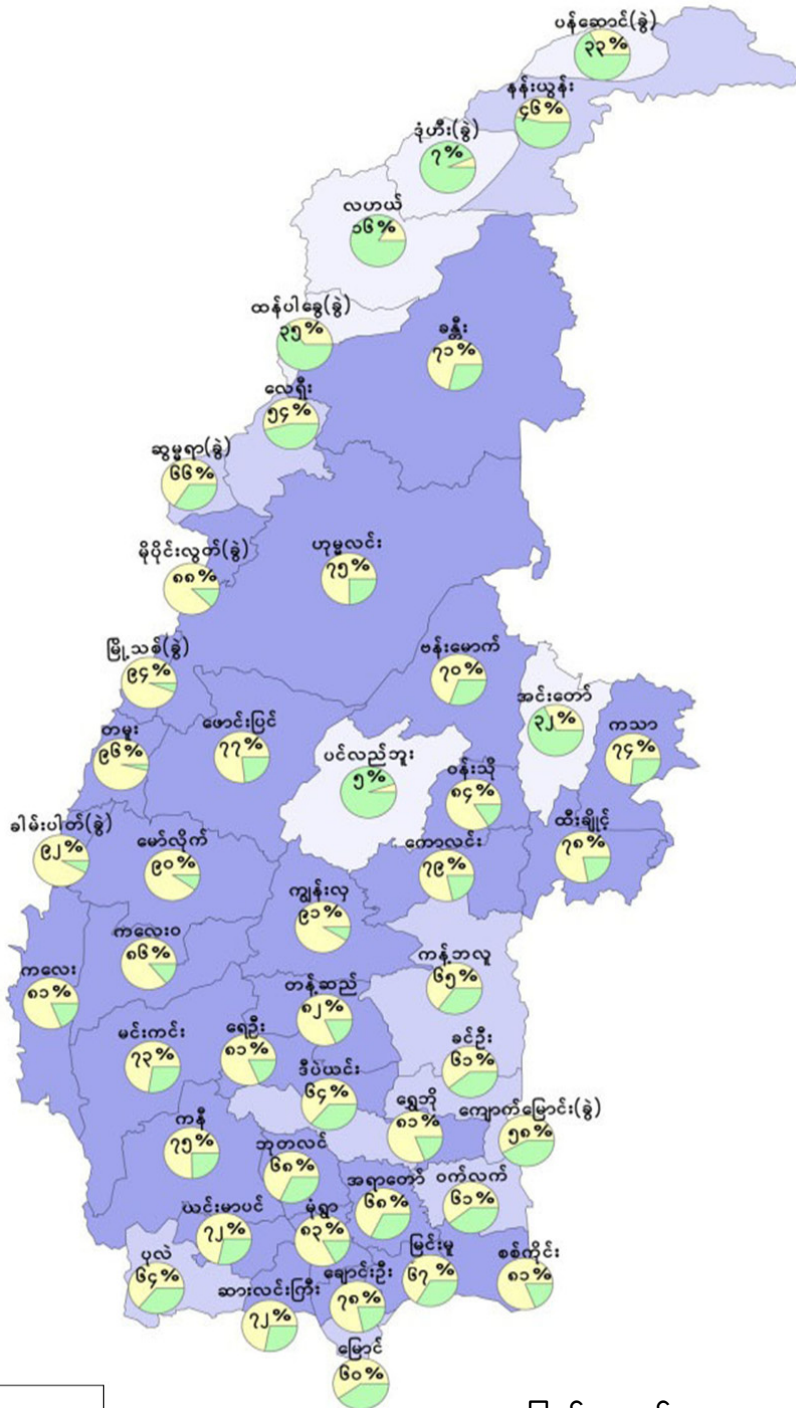 ပန်ဆောင်(ခွဲ)
၃၃%
နန်းယွန်း
၄၆%
ဒုံဟီး(ခွဲ)
၇%
လဟယ်
၁၆%
ထန်ပါခွေ(ခွဲ)
၃၅%
ခန္တီး
၇၁%
လေရှီး
၅၄%
ဆွမ္မရာ(ခွဲ)
၆၆%
မိုပိုင်းလွတ်(ခွဲ)
၈၈%
ဟုမ္မလင်း
၇၅%
မြို့သစ်(ခွဲ)
၉၄%
ဗန်းမောက်
၇၀%
အင်းတော်
၃၂%
ကသာ
၇၄%
တမူး
၉၆%
ဖောင်းပြင်
၇၇%
ပင်လည်ဘူး
၅%
ဝန်းသို
၈၄%
ထီးချိုင့်
၇၈%
ခါမ်းပါတ်(ခွဲ)
၉၂%
မော်လိုက်
၉၀%
ကောလင်း
၇၉%
ကျွန်းလှ
၉၁%
ကလေးဝ
၈၆%
ကန့်ဘလူ
၆၅%
ကလေး
၈၁%
တန့်ဆည်
၈၂%
မင်းကင်း
၇၃%
ရေဦး
၈၁%
ခင်ဦး
၆၁%
ဒီပဲယင်း
၆၄%
ရွှေဘို
၈၁%
ကျောက်မြောင်း(ခွဲ)
၅၈%
ကနီ
၇၅%
ဘုတလင်
၆၈%
အရာတော်
၆၈%
ဝက်လက်
၆၁%
ယင်းမာပင်
၇၂%
မုံရွာ
၈၃%
ပုလဲ
၆၄%
မြင်းမူ
၆၇%
စစ်ကိုင်း
၈၁%
ဆားလင်းကြီး
၇၂%
ချောင်းဦး
၇၈%
မြောင်
၆၀%